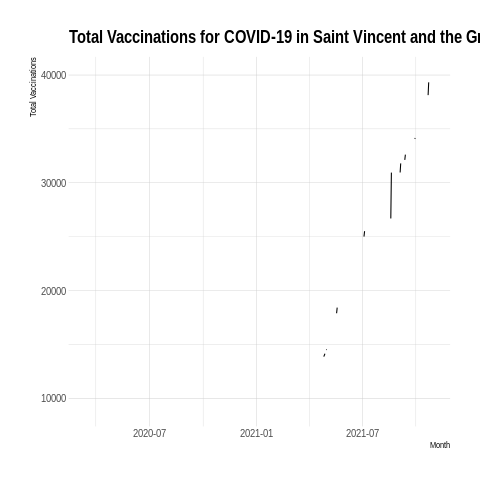 Total Vaccinations for COVID-19 in Saint Vincent and the Gr
Total Vaccinations
40000
30000
20000
10000
2020-07
2021-01
2021-07
Month